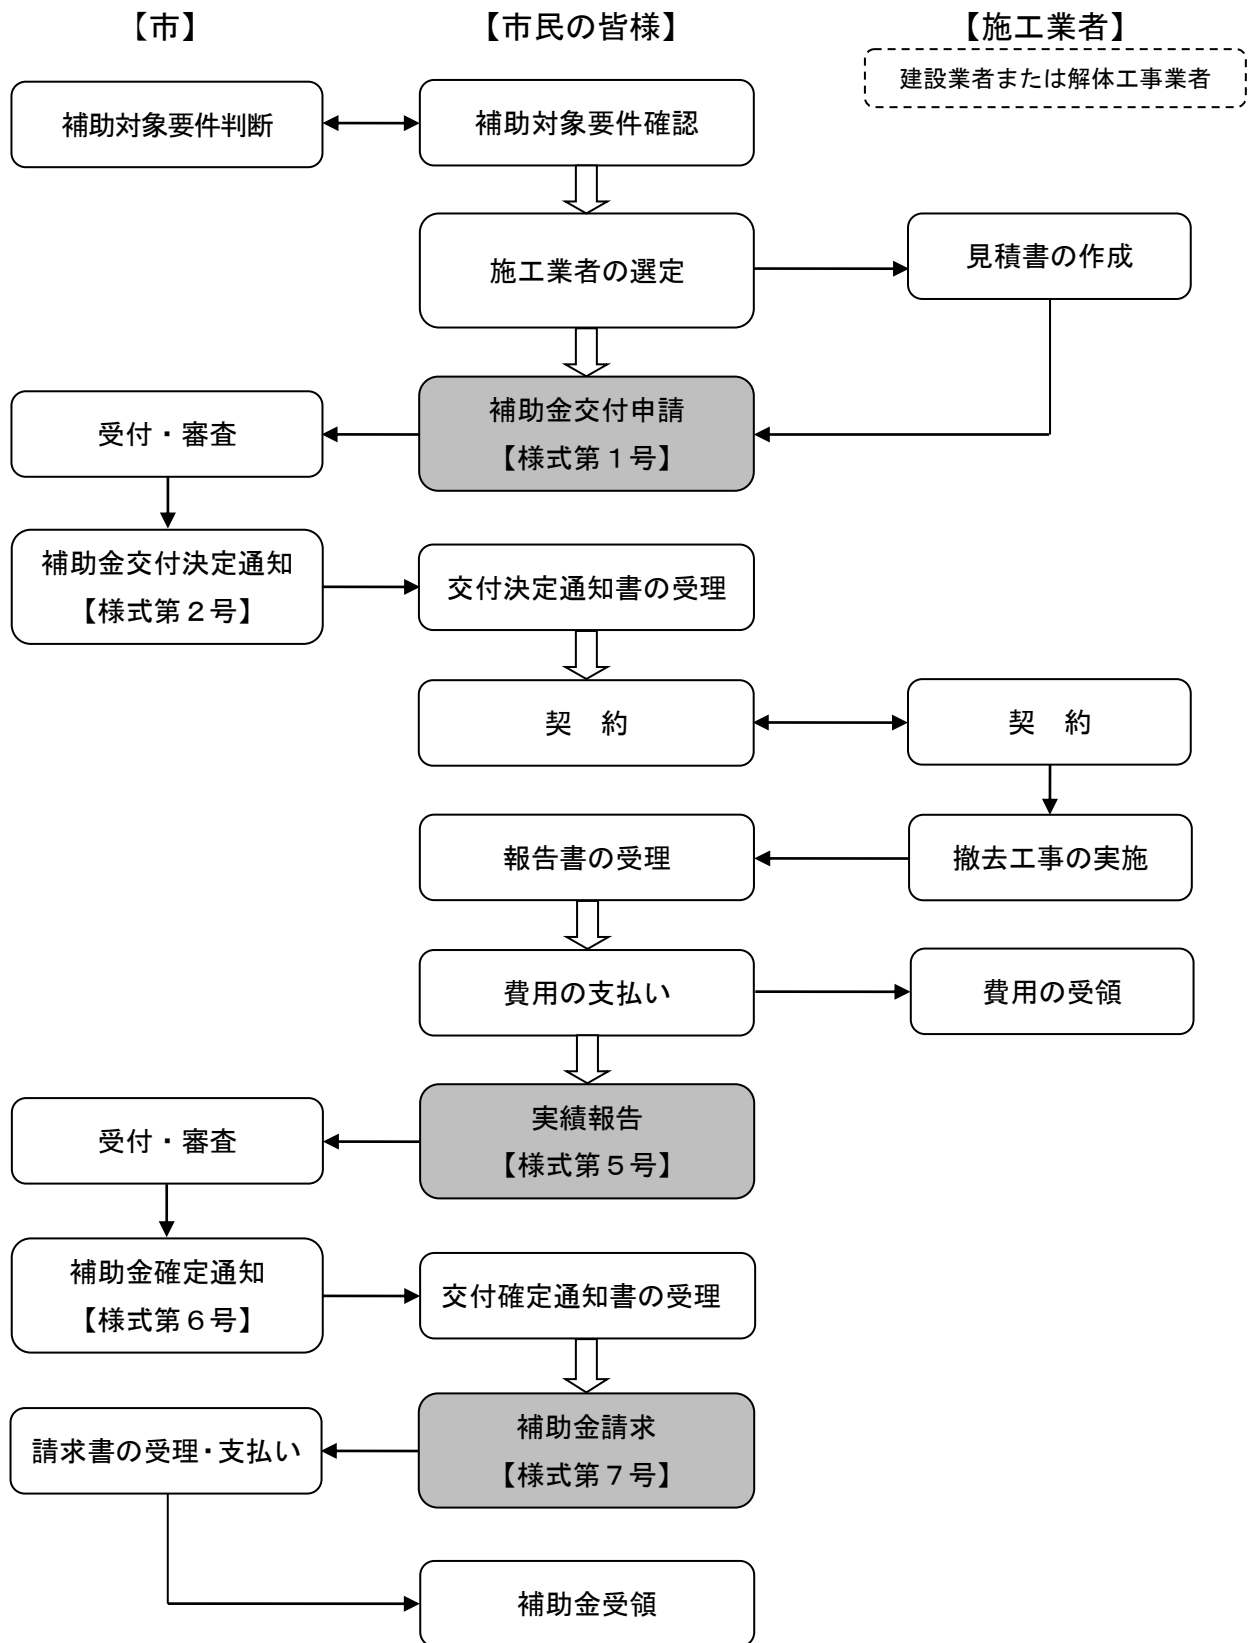 【市】
【市民の皆様】
【施工業者】
建設業者または解体工事業者
補助対象要件判断
補助対象要件確認
施工業者の選定
見積書の作成
補助金交付申請
【様式第１号】
受付・審査
補助金交付決定通知
【様式第２号】
交付決定通知書の受理
契　約
契　約
報告書の受理
撤去工事の実施
費用の支払い
費用の受領
実績報告
【様式第５号】
受付・審査
補助金確定通知
【様式第６号】
交付確定通知書の受理
補助金請求
【様式第７号】
請求書の受理・支払い
補助金受領